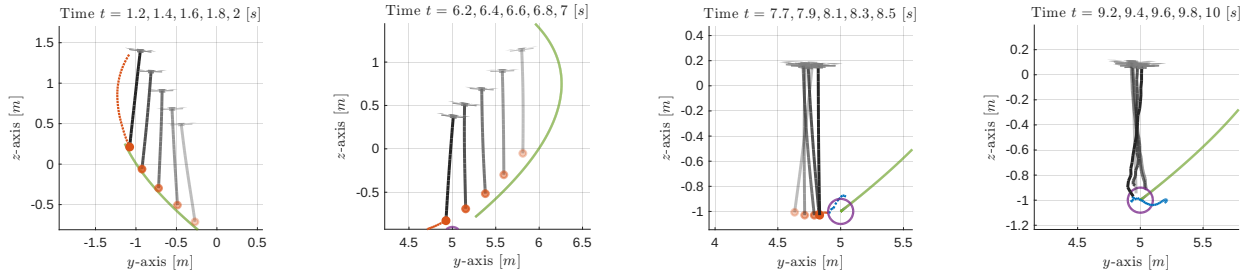 Time t = 1.2, 1.4, 1.6, 1.8, 2 [s]
1.5
1
0.5
0
-0.5
z-axis [m]
-1.5 -1 -0.5 0 0.5
y-axis [m]
Time t = 6.2, 6.4, 6.6, 6.8, 7 [s]
1
0.5
0
-0.5
z-axis [m]
4.5 5 5.5 6 6.5
y-axis [m]
Time t = 7.7, 7.9, 8.1, 8.3, 8.5 [s]
0.4
0.2
0
-0.2
-0.4
-0.6
-0.8
-1
z-axis [m]
4 4.5 5 5.5
y-axis [m]
Time t = 9.2, 9.4, 9.6, 9.8, 10 [s]
0.2
0
-0.2
-0.4
-0.6
-0.8
-1
-1.2
z-axis [m]
4.5 5 5.5
y-axis [m]